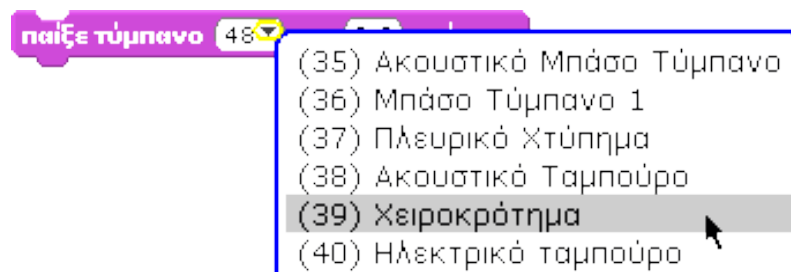 παίξε τύμπανο 48
(35) Ακουστικό Μπάσο Τύμπανο
(36) Μπάσο Τύμπανο 1
(37) Πλευρικό Χτύπημα
(38) Ακουστικό Ταμπούρο
(39) Χειροκρότημα
(40) Ηλεκτρικό ταμπούρο